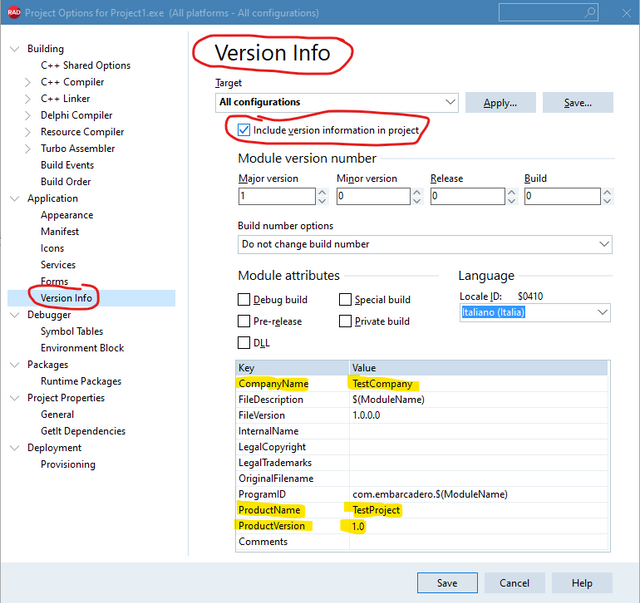 RAD Project Options for Project1.exe (All platforms - All configurations)
Building
C++ Shared Options
C++ Compiler
C++ Linker
Delphi Compiler
Resource Compiler
Turbo Assembler
Build Events
Build Order
Application
Appearance
Manifest
Icons
Services
Forms
Version Info
Debugger
Symbol Tables
Environment Block
Packages
Runtime Packages
Project Properties
General
GetIt Dependencies
Deployment
Provisioning
Version Info
Target
All configurations
Apply...
Save...
Include version information in project
Module version number
Major version Minor version Release Build
1 0 0 0
Build number options
Do not change build number
Module attributes
Debug build Special build
Pre-release Private build
DLL
Language
Locale ID: $0410
Italiano (Italia)
Key Value
CompanyName TestCompany
FileDescription $(ModuleName)
FileVersion 1.0.0.0
InternalName
LegalCopyright
LegalTrademarks
OriginalFilename
ProgramID com.embarcadero.$(ModuleName)
ProductName TestProject
ProductVersion 1.0
Comments
Save Cancel Help